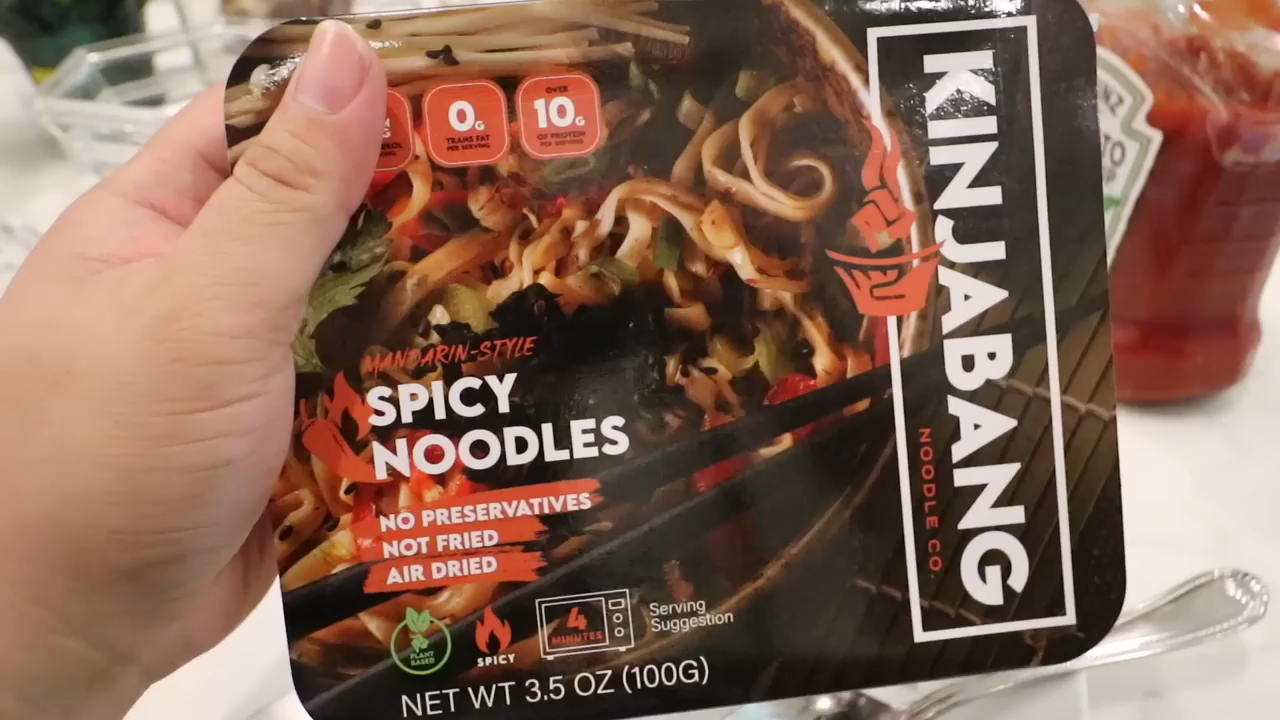 0G
TRANS FAT
PER SERVING
OVER
10G
OF PROTEIN
PER SERVING
KINJABANG
NOODLE CO.
MANDARIN-STYLE
SPICY
NOODLES
NO PRESERVATIVES
NOT FRIED
AIR DRIED
PLANT
BASED
SPICY
4
MINUTES
Serving
Suggestion
NET WT 3.5 OZ (100G)